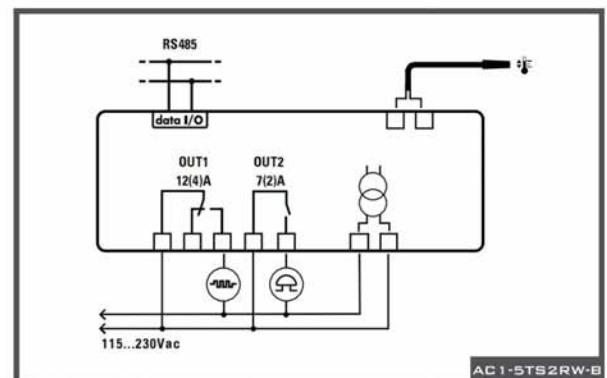 RS485
data I/O
OUT1
12(4)A
OUT2
7(2)A
115...230Vac
AC1-5TS2RW-B